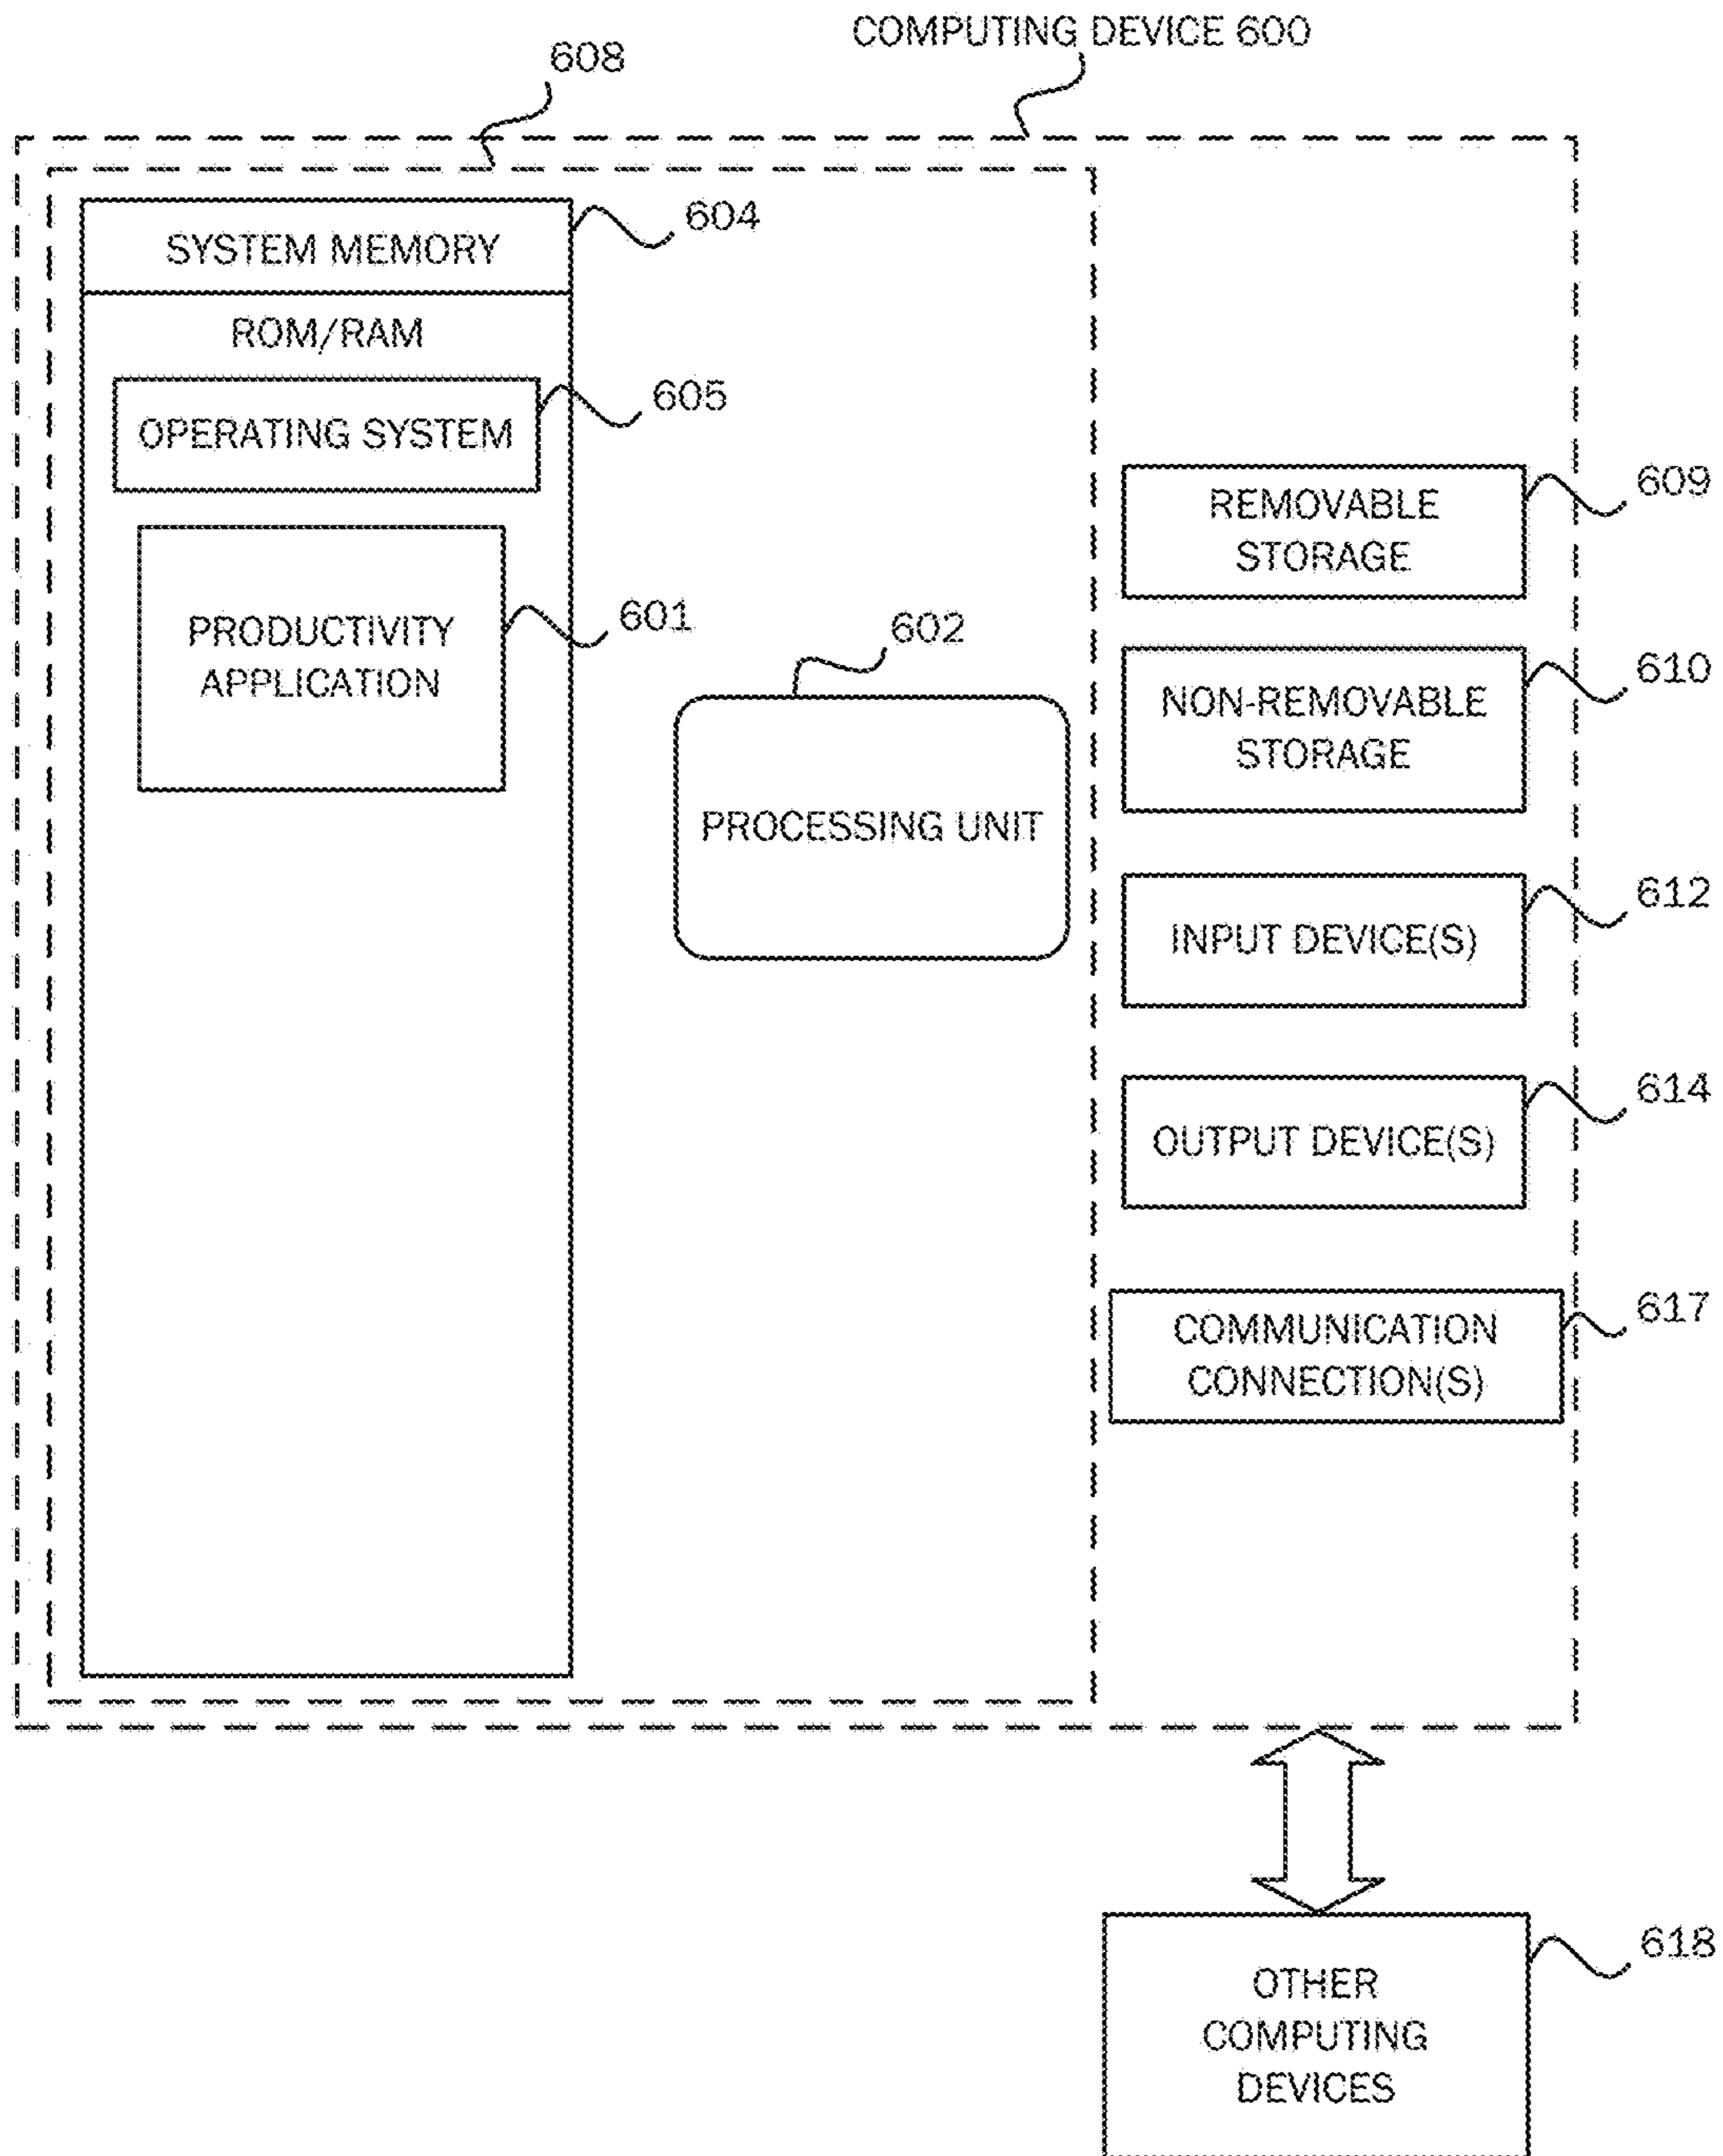 COMPUTING DEVICE 600
608
SYSTEM MEMORY
604
ROM/RAM
OPERATING SYSTEM
605
PRODUCTIVITY
APPLICATION
601
PROCESSING UNIT
602
REMOVABLE
STORAGE
609
NON-REMOVABLE
STORAGE
610
INPUT DEVICE(S)
612
OUTPUT DEVICE(S)
614
COMMUNICATION
CONNECTION(S)
617
OTHER
COMPUTING
DEVICES
618